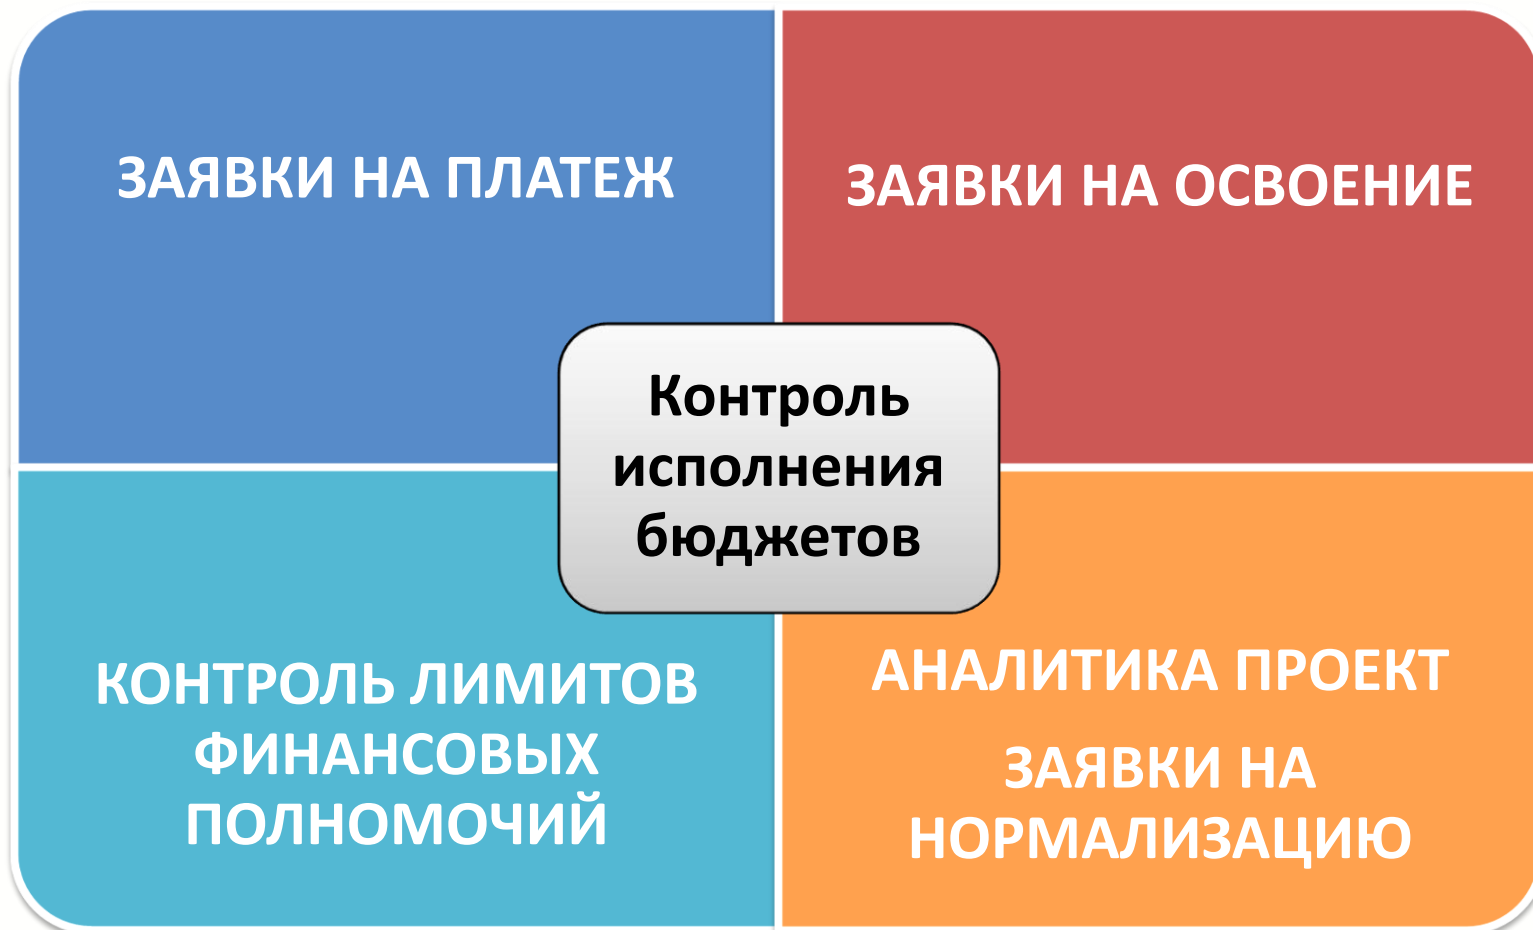 ЗАЯВКИ НА ПЛАТЕЖ
ЗАЯВКИ НА ОСВОЕНИЕ
Контроль
исполнения
бюджетов
КОНТРОЛЬ ЛИМИТОВ
ФИНАНСОВЫХ
ПОЛНОМОЧИЙ
АНАЛИТИКА ПРОЕКТ
ЗАЯВКИ НА
НОРМАЛИЗАЦИЮ